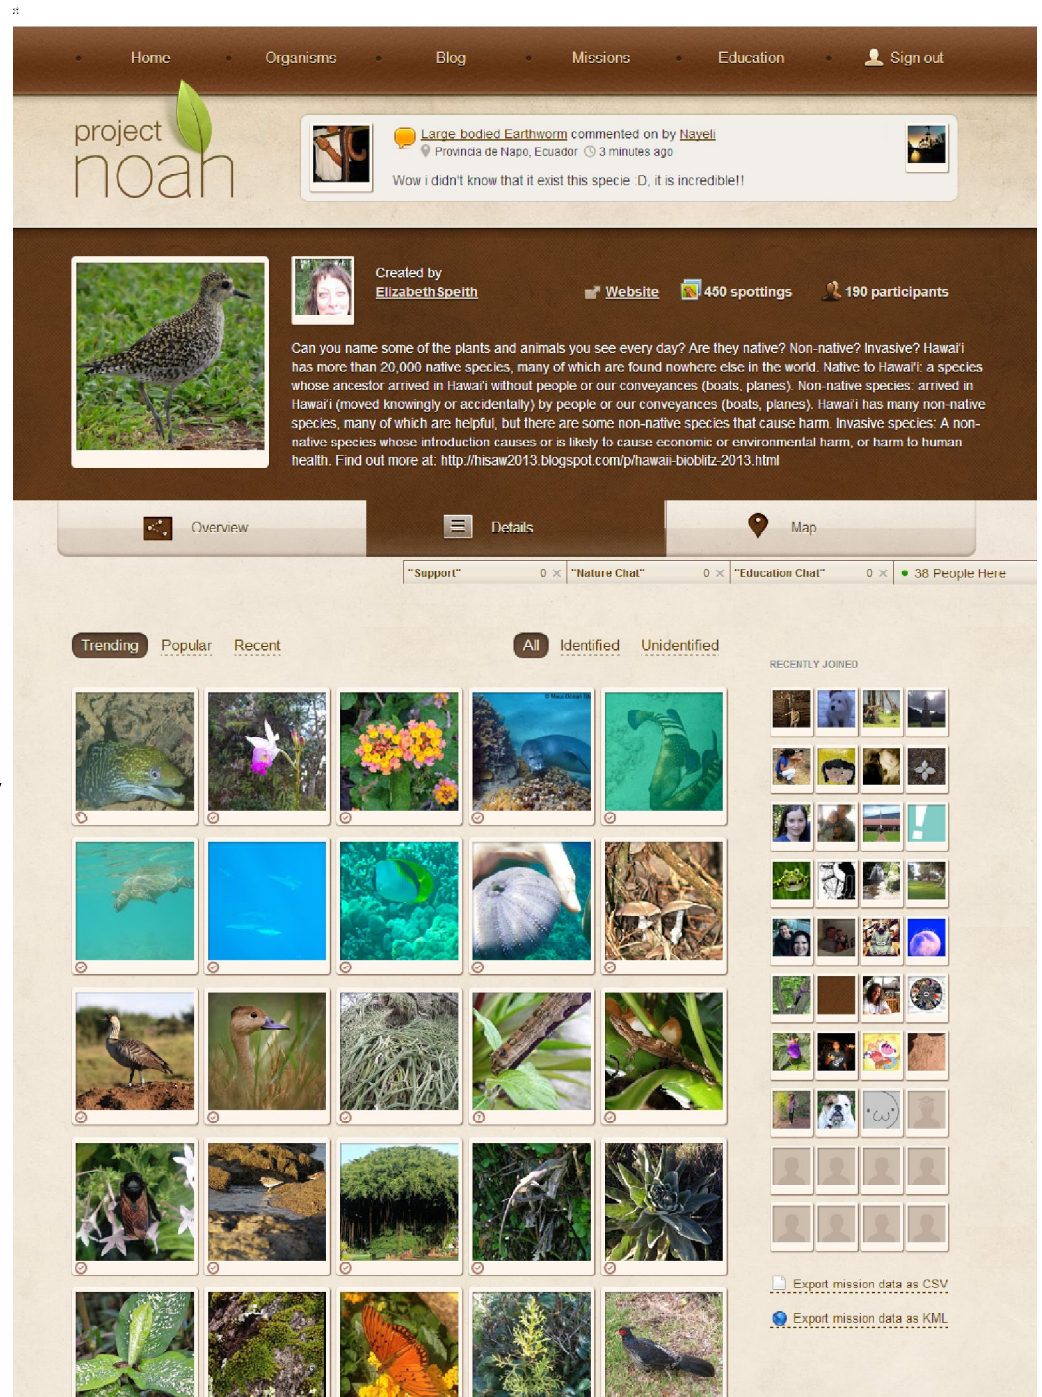 Home
Organisms
Blog
Missions
Education
Sign out
project
noah
Large bodied Earthworm commented on by Nayeli
Provincia de Napo, Ecuador 3 minutes ago
Wow i didn't know that it exist this specie :D, it is incredible!!
Created by
ElizabethSpeith
Website
450 spottings
190 participants
Can you name some of the plants and animals you see every day? Are they native? Non-native? Invasive? Hawai'i
has more than 20,000 native species, many of which are found nowhere else in the world. Native to Hawai'i: a species
whose ancestor arrived in Hawai'i without people or our conveyances (boats, planes). Non-native species: arrived in
Hawai'i (moved knowingly or accidentally) by people or our conveyances (boats, planes). Hawai'i has many non-native
species, many of which are helpful, but there are some non-native species that cause harm. Invasive species: A non-
native species whose introduction causes or is likely to cause economic or environmental harm, or harm to human
health. Find out more at: http://hisaw2013.blogspot.com/p/hawaii-bioblitz-2013.html
Overview
Details
Map
"Support" 0 ×
"Nature Chat" 0 ×
"Education Chat" 0 ×
38 People Here
Trending
Popular
Recent
All
Identified
Unidentified
RECENTLY JOINED
Export mission data as CSV
Export mission data as KML